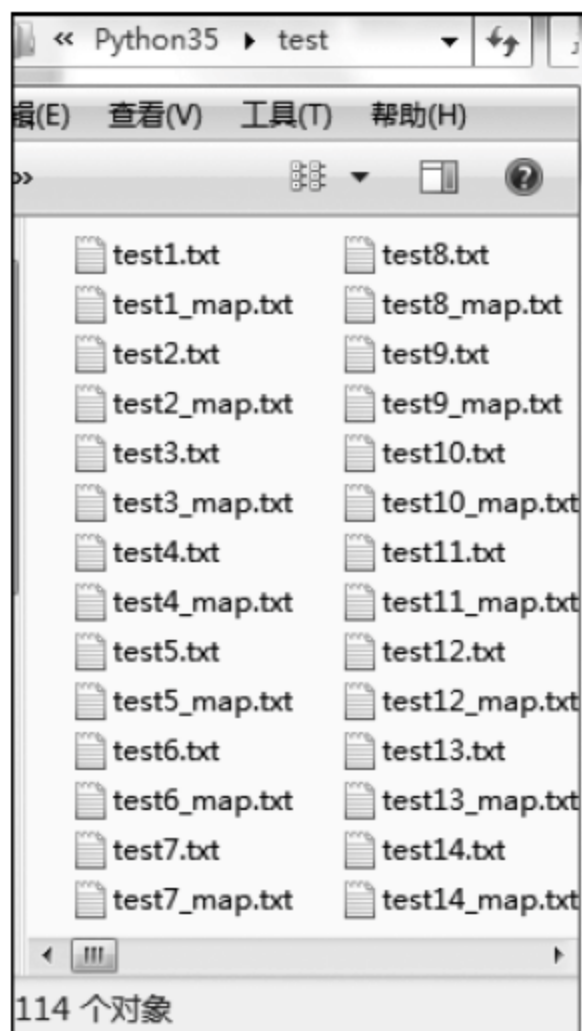 « Python35 ▸ test
辑(E) 查看(V) 工具(T) 帮助(H)
»
test1.txt
test1_map.txt
test2.txt
test2_map.txt
test3.txt
test3_map.txt
test4.txt
test4_map.txt
test5.txt
test5_map.txt
test6.txt
test6_map.txt
test7.txt
test7_map.txt
test8.txt
test8_map.txt
test9.txt
test9_map.txt
test10.txt
test10_map.txt
test11.txt
test11_map.txt
test12.txt
test12_map.txt
test13.txt
test13_map.txt
test14.txt
test14_map.txt
114 个对象